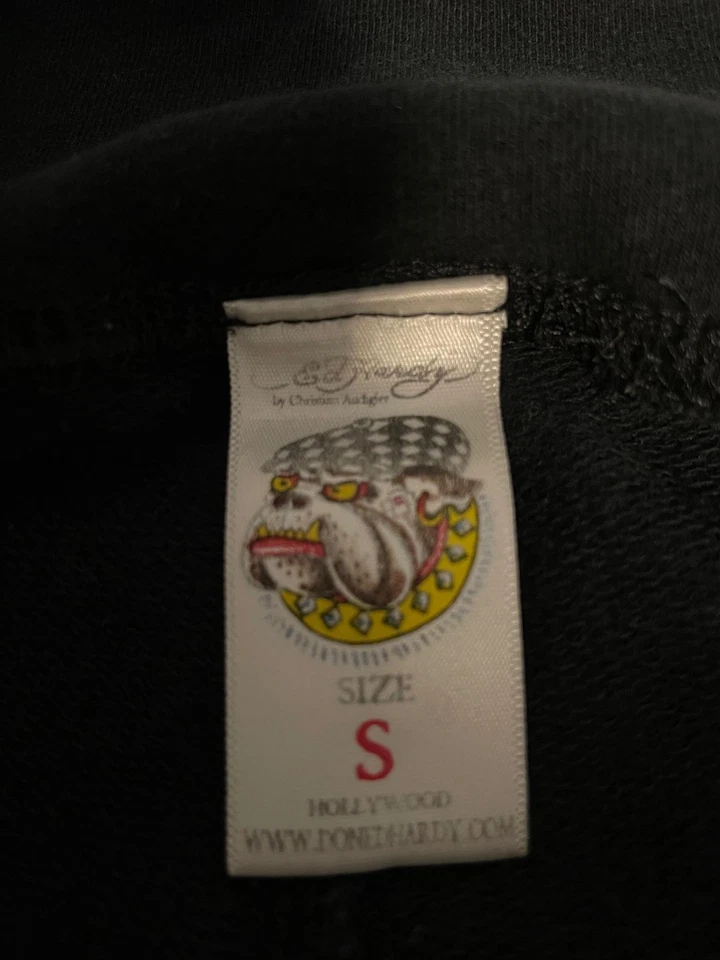 Ed Hardy
by Christian Audigier
SIZE
S
HOLLYWOOD
WWW.DONEDHARDY.COM